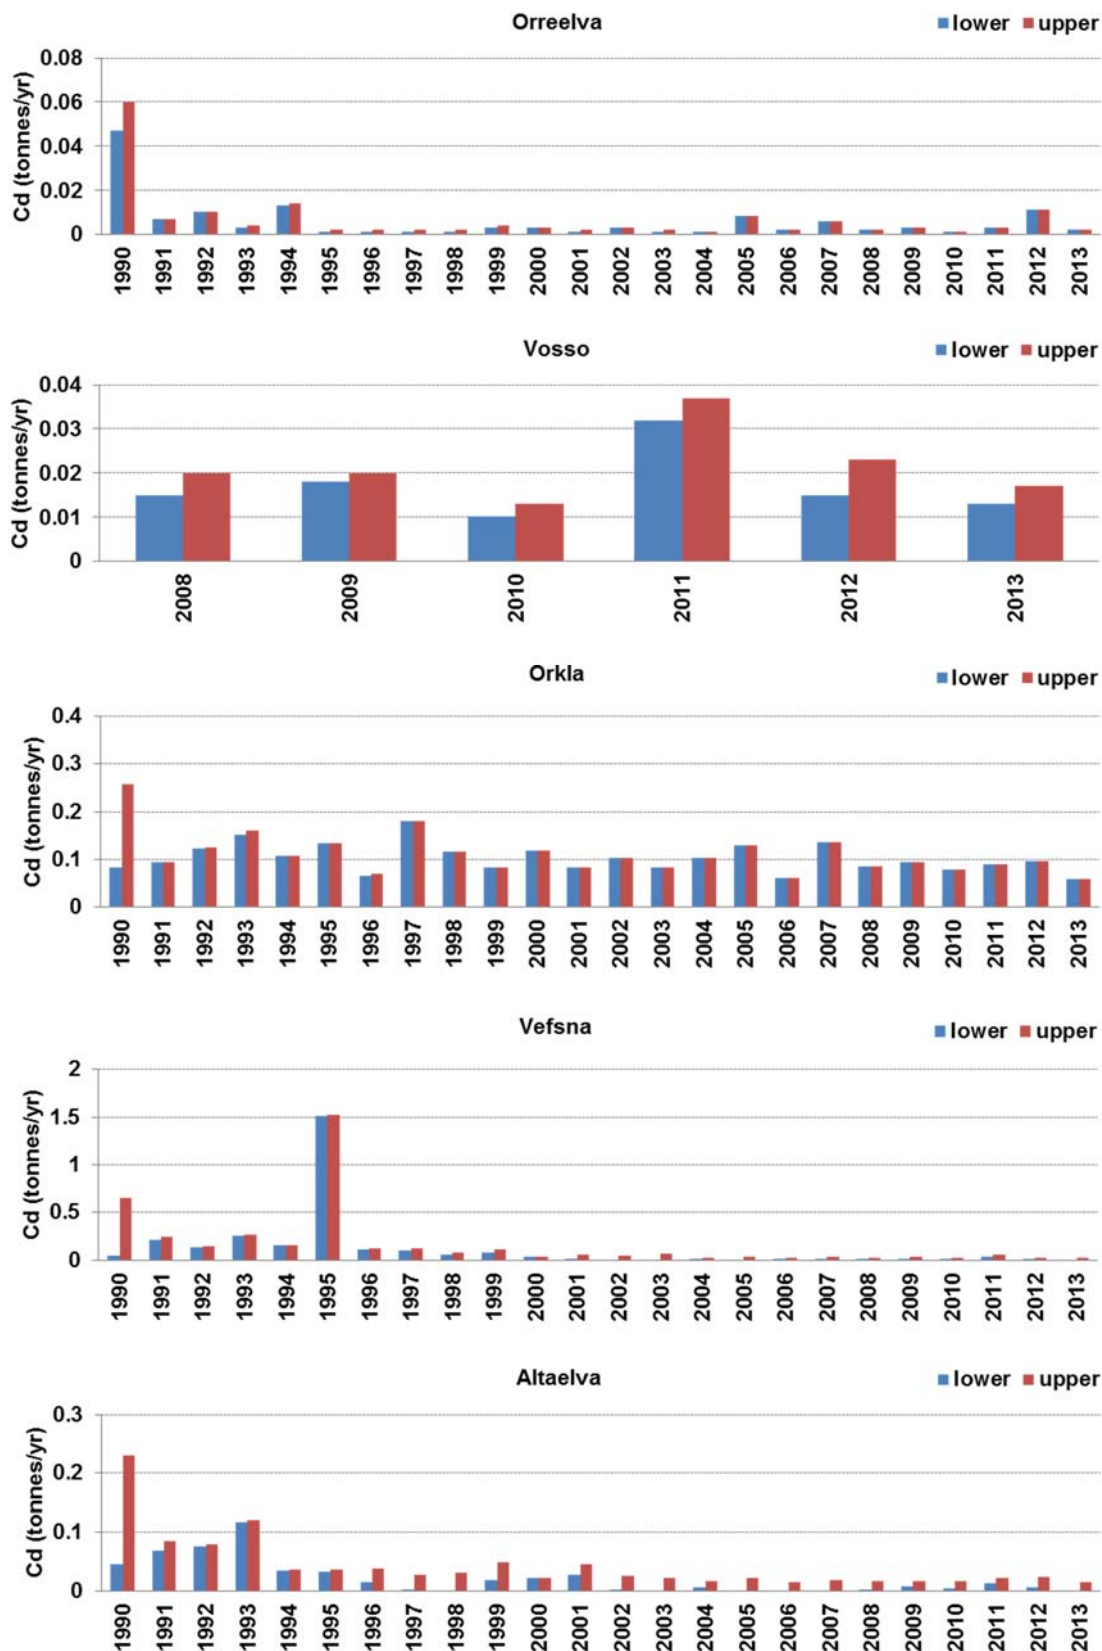 Orreelva
lower upper
Cd (tonnes/yr)
0.08
0.06
0.04
0.02
0
1990 1991 1992 1993 1994 1995 1996 1997 1998 1999 2000 2001 2002 2003 2004 2005 2006 2007 2008 2009 2010 2011 2012 2013
Vosso
lower upper
Cd (tonnes/yr)
0.04
0.03
0.02
0.01
0
2008 2009 2010 2011 2012 2013
Orkla
lower upper
Cd (tonnes/yr)
0.4
0.3
0.2
0.1
0
1990 1991 1992 1993 1994 1995 1996 1997 1998 1999 2000 2001 2002 2003 2004 2005 2006 2007 2008 2009 2010 2011 2012 2013
Vefsna
lower upper
Cd (tonnes/yr)
2
1.5
1
0.5
0
1990 1991 1992 1993 1994 1995 1996 1997 1998 1999 2000 2001 2002 2003 2004 2005 2006 2007 2008 2009 2010 2011 2012 2013
Altaelva
lower upper
Cd (tonnes/yr)
0.3
0.2
0.1
0
1990 1991 1992 1993 1994 1995 1996 1997 1998 1999 2000 2001 2002 2003 2004 2005 2006 2007 2008 2009 2010 2011 2012 2013